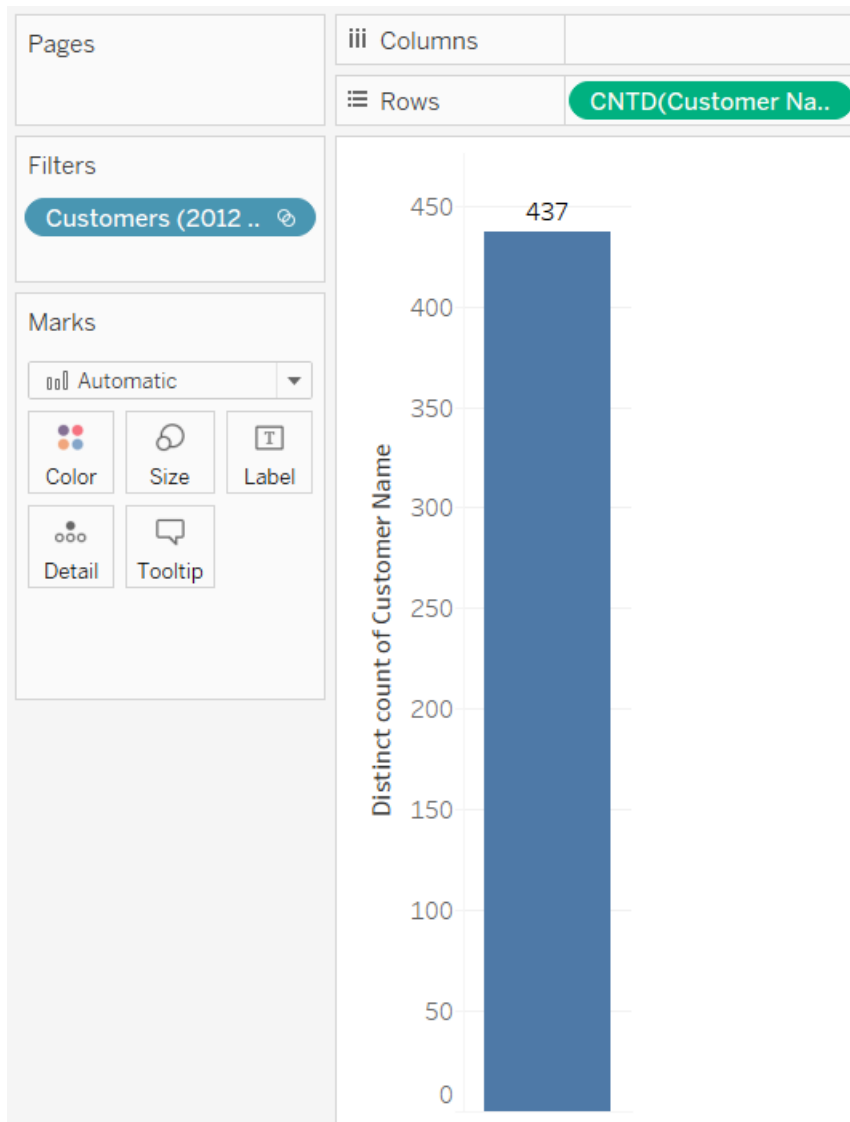 Pages
Columns
Rows
CNTD(Customer Na..
Filters
Customers (2012 ..
Marks
Automatic
Color
Size
T
Label
Detail
Tooltip
437
450
400
350
300
250
200
150
100
50
0
Distinct count of Customer Name